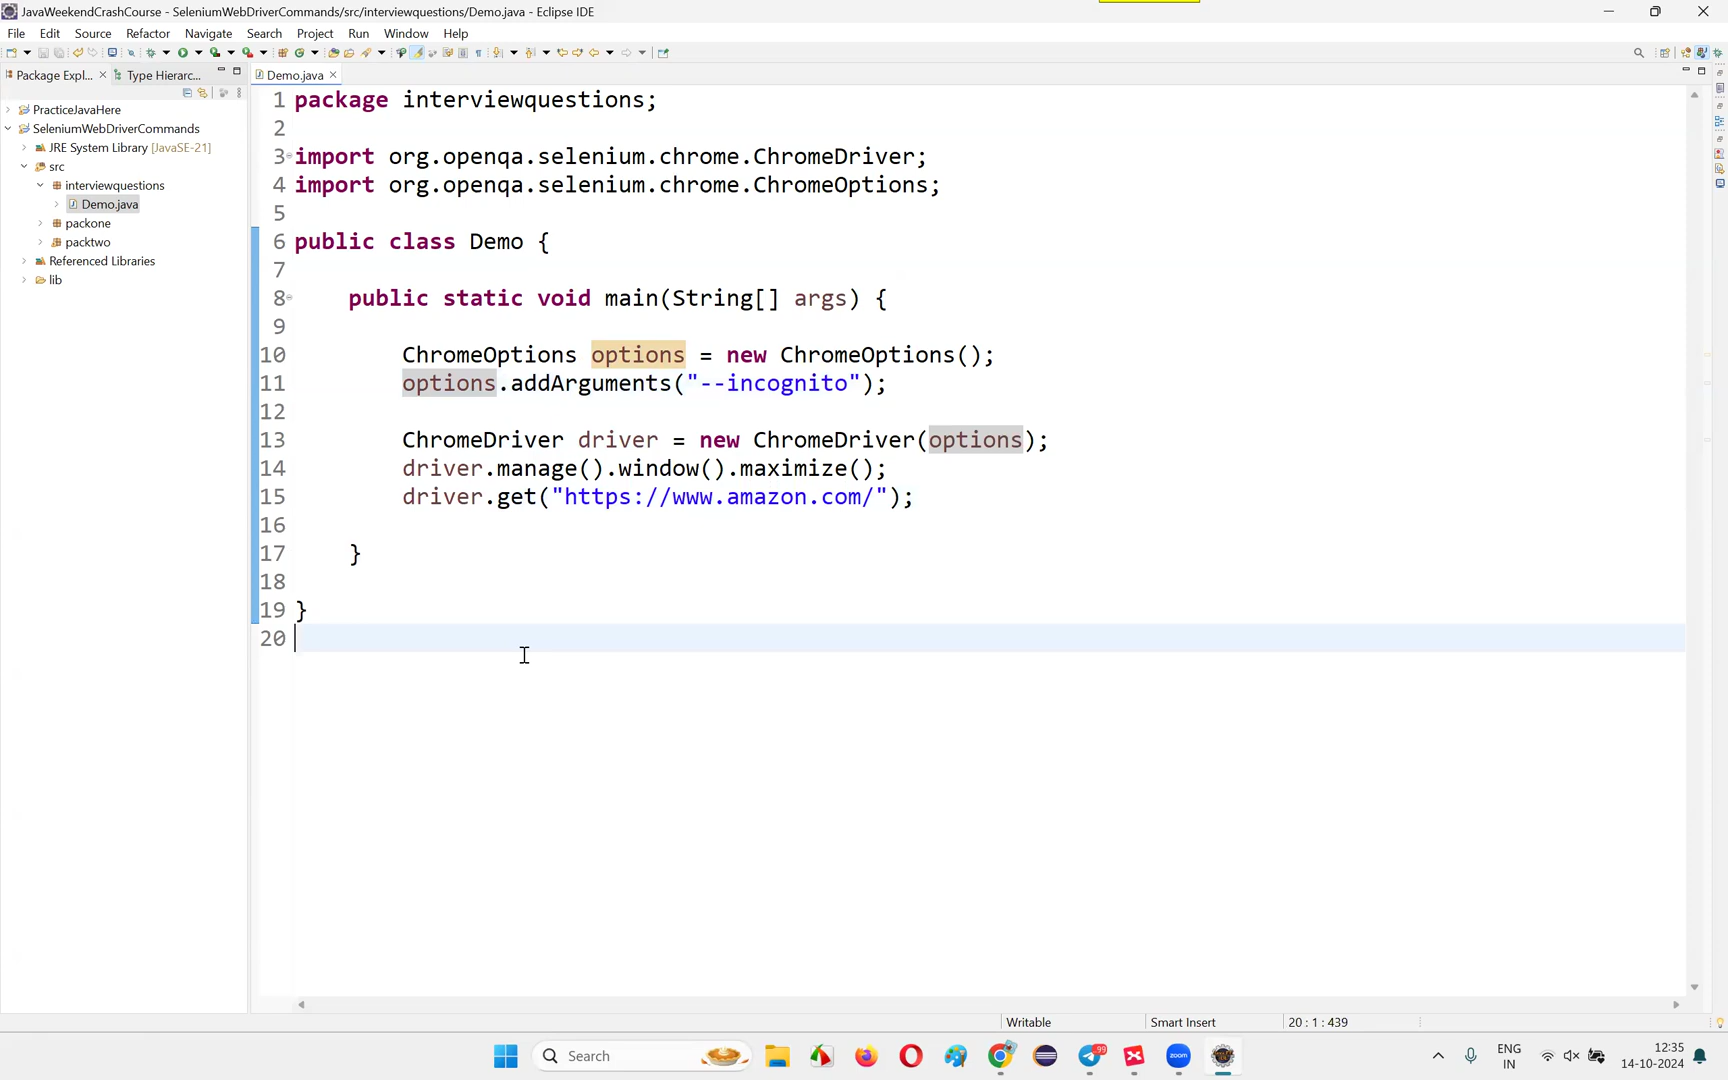 JavaWeekendCrashCourse - SeleniumWebDriverCommands/src/interviewquestions/Demo.java - Eclipse IDE
File Edit Source Refactor Navigate Search Project Run Window Help
Package Expl... Type Hierarc... Demo.java
PracticeJavaHere
SeleniumWebDriverCommands
JRE System Library [JavaSE-21]
src
interviewquestions
Demo.java
packone
packtwo
Referenced Libraries
lib
1 package interviewquestions;
2
3 import org.openqa.selenium.chrome.ChromeDriver;
4 import org.openqa.selenium.chrome.ChromeOptions;
5
6 public class Demo {
7
8 public static void main(String[] args) {
9
10 ChromeOptions options = new ChromeOptions();
11 options.addArguments("--incognito");
12
13 ChromeDriver driver = new ChromeDriver(options);
14 driver.manage().window().maximize();
15 driver.get("https://www.amazon.com/");
16
17 }
18
19 }
20
Writable Smart Insert 20 : 1 : 439
Search
zoom
99
ENG
IN
12:35
14-10-2024